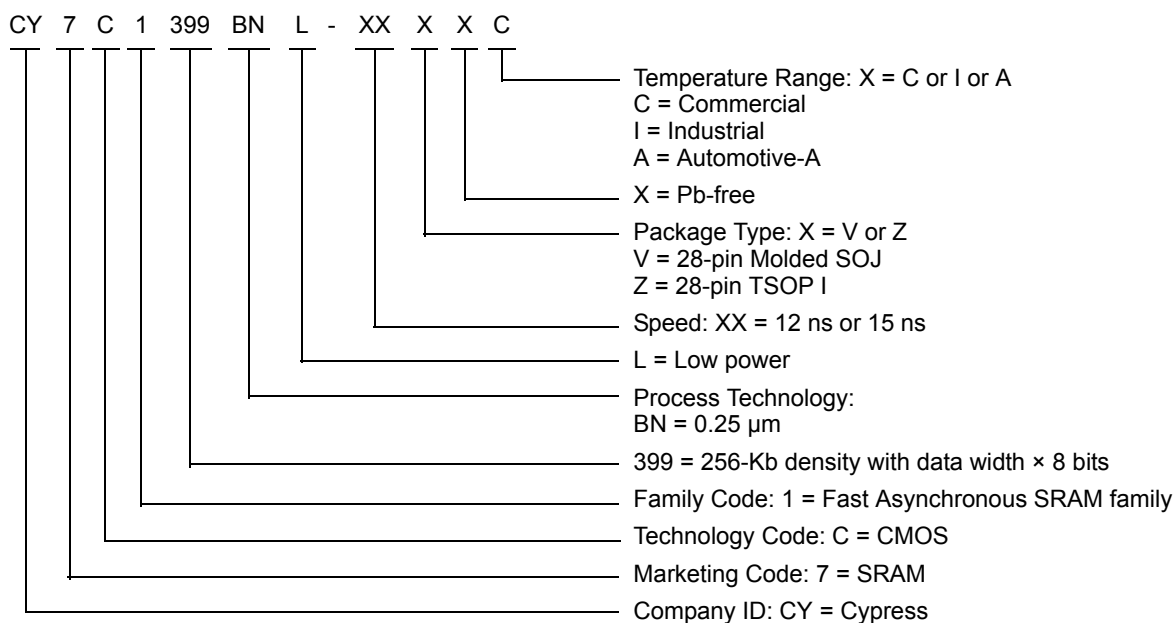 CY 7 C 1 399 BN L - XX X X C
Temperature Range: X = C or I or A
C = Commercial
I = Industrial
A = Automotive-A
X = Pb-free
Package Type: X = V or Z
V = 28-pin Molded SOJ
Z = 28-pin TSOP I
Speed: XX = 12 ns or 15 ns
L = Low power
Process Technology:
BN = 0.25 µm
399 = 256-Kb density with data width × 8 bits
Family Code: 1 = Fast Asynchronous SRAM family
Technology Code: C = CMOS
Marketing Code: 7 = SRAM
Company ID: CY = Cypress